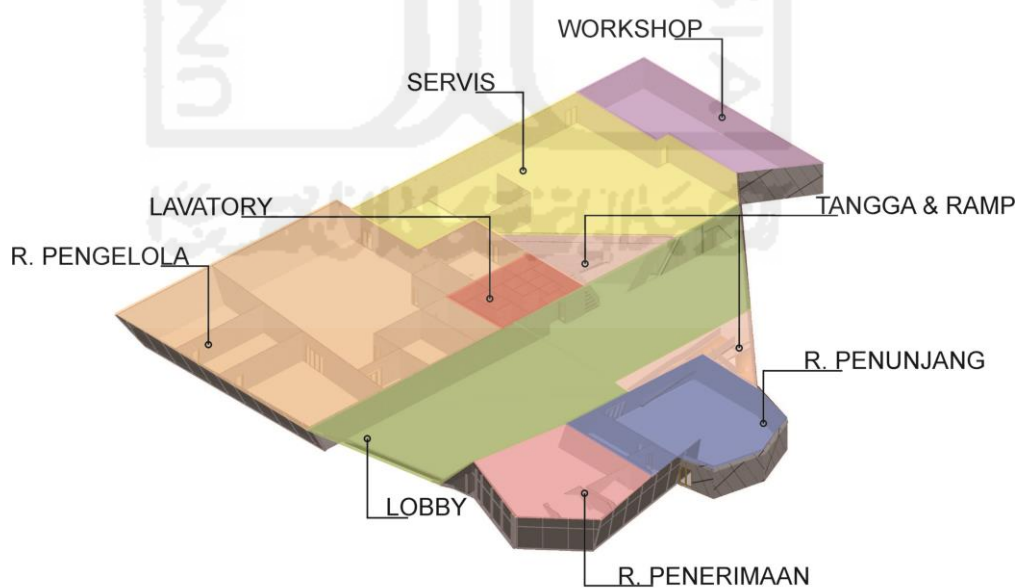 WORKSHOP
SERVIS
LAVATORY
TANGGA & RAMP
R. PENGELOLA
R. PENUNJANG
LOBBY
R. PENERIMAAN